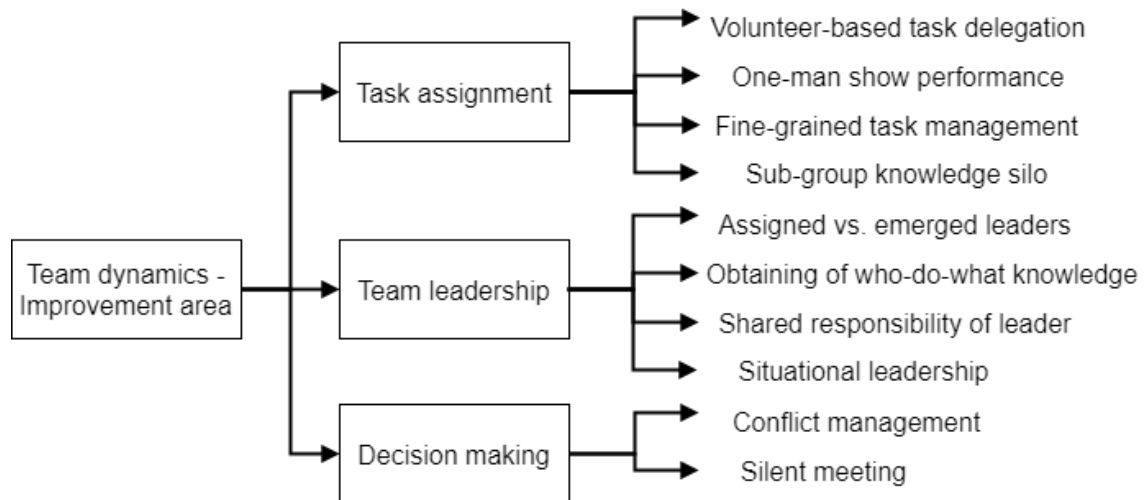 Volunteer-based task delegation
One-man show performance
Task assignment
Fine-grained task management
Sub-group knowledge silo
Assigned vs. emerged leaders
Team dynamics -
Improvement area
Obtaining of who-do-what knowledge
Team leadership
Shared responsibility of leader
Situational leadership
Conflict management
Decision making
Silent meeting